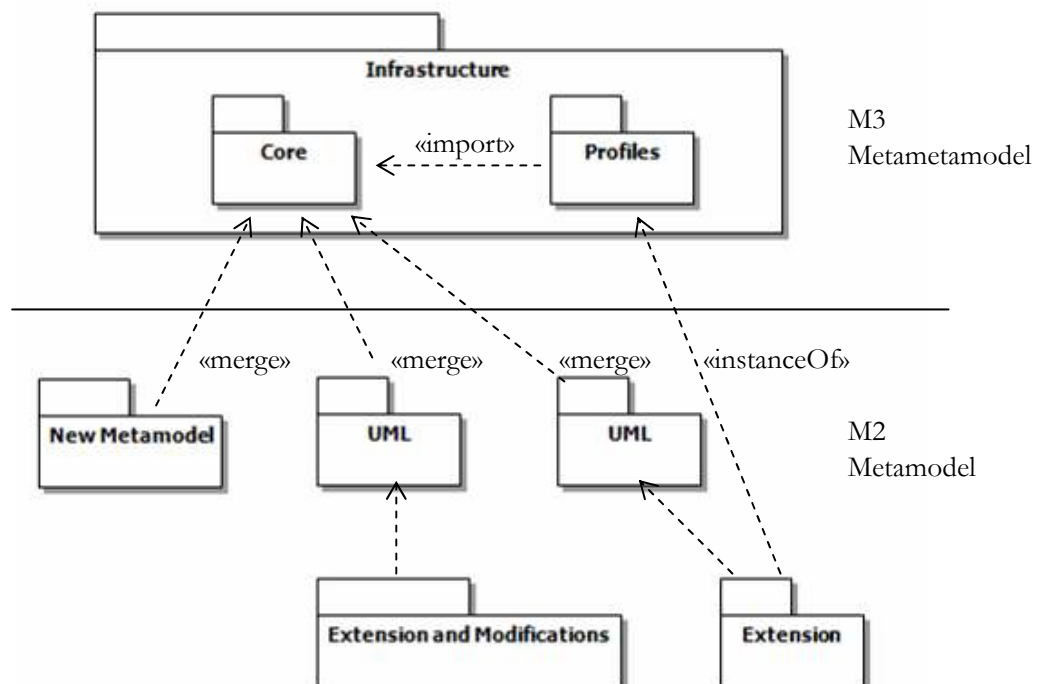 Infrastructure
Core
«import»
Profiles
M3
Metametamodel
«merge»
«merge»
«merge»
«instanceOf»
New Metamodel
UML
UML
M2
Metamodel
Extension and Modifications
Extension